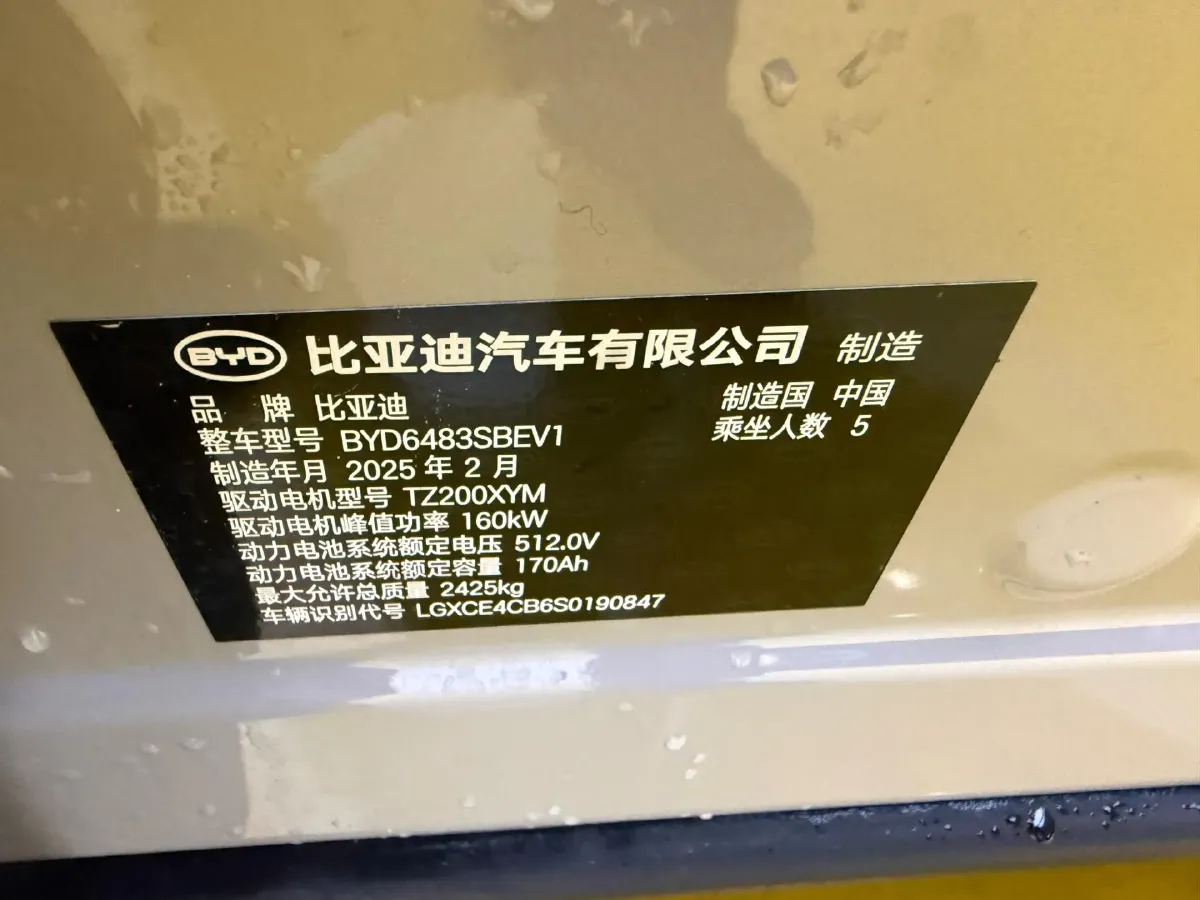 BYD 比亚迪汽车有限公司 制造
品 牌 比亚迪 制造国 中国
整车型号 BYD6483SBEV1 乘坐人数 5
制造年月 2025 年 2 月
驱动电机型号 TZ200XYM
驱动电机峰值功率 160kW
动力电池系统额定电压 512.0V
动力电池系统额定容量 170Ah
最大允许总质量 2425kg
车辆识别代号 LGXCE4CB6S0190847